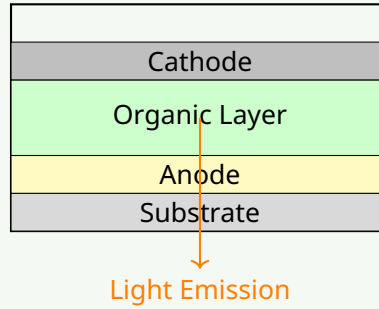 Cathode
Organic Layer
Anode
Substrate
Light Emission